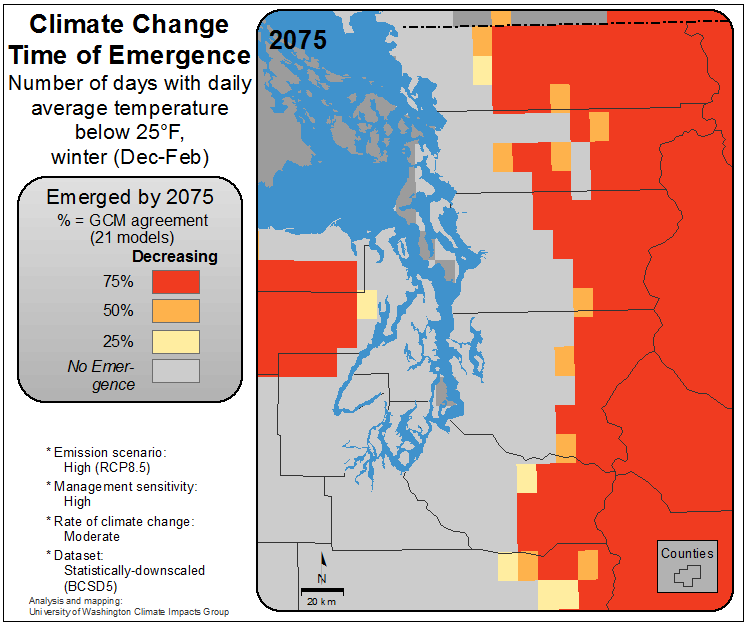 Climate Change
Time of Emergence
Number of days with daily
average temperature
below 25°F,
winter (Dec-Feb)
Emerged by 2075
% = GCM agreement
(21 models)
Decreasing
75%
50%
25%
No Emer-
gence
* Emission scenario:
High (RCP8.5)
* Management sensitivity:
High
* Rate of climate change:
Moderate
* Dataset:
Statistically-downscaled
(BCSD5)
Analysis and mapping:
University of Washington Climate Impacts Group
2075
N
20 km
Counties